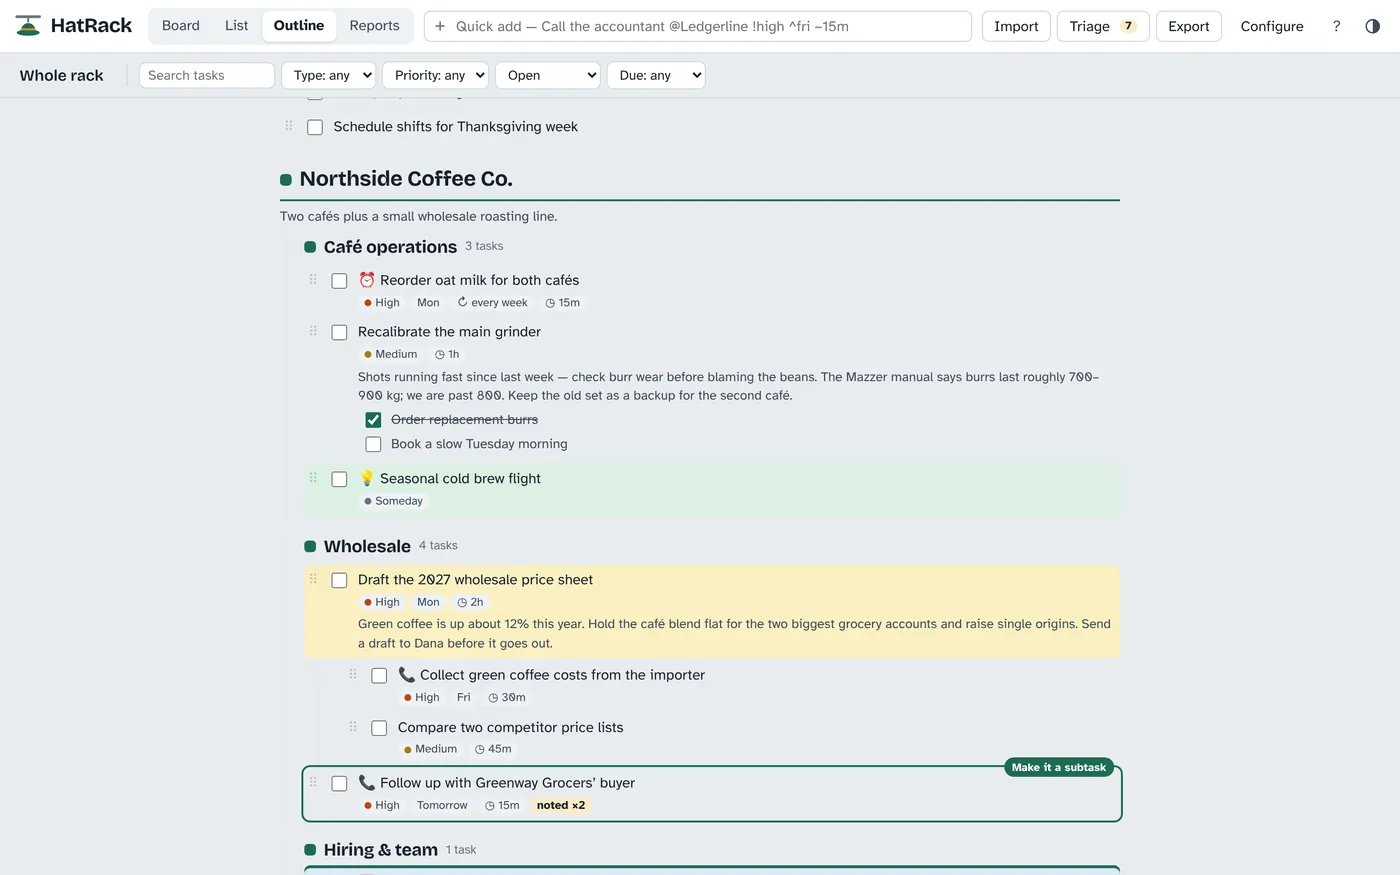 HatRack
Board
List
Outline
Reports
+ Quick add — Call the accountant @Ledgerline !high ^fri ~15m
Import
Triage 7
Export
Configure
?
Whole rack
Search tasks
Type: any
Priority: any
Open
Due: any
Schedule shifts for Thanksgiving week
Northside Coffee Co.
Two cafés plus a small wholesale roasting line.
Café operations 3 tasks
Reorder oat milk for both cafés
High Mon every week 15m
Recalibrate the main grinder
Medium 1h
Shots running fast since last week — check burr wear before blaming the beans. The Mazzer manual says burrs last roughly 700–
900 kg; we are past 800. Keep the old set as a backup for the second café.
Order replacement burrs
Book a slow Tuesday morning
Seasonal cold brew flight
Someday
Wholesale 4 tasks
Draft the 2027 wholesale price sheet
High Mon 2h
Green coffee is up about 12% this year. Hold the café blend flat for the two biggest grocery accounts and raise single origins. Send
a draft to Dana before it goes out.
Collect green coffee costs from the importer
High Fri 30m
Compare two competitor price lists
Medium 45m
Make it a subtask
Follow up with Greenway Grocers’ buyer
High Tomorrow 15m noted ×2
Hiring & team 1 task